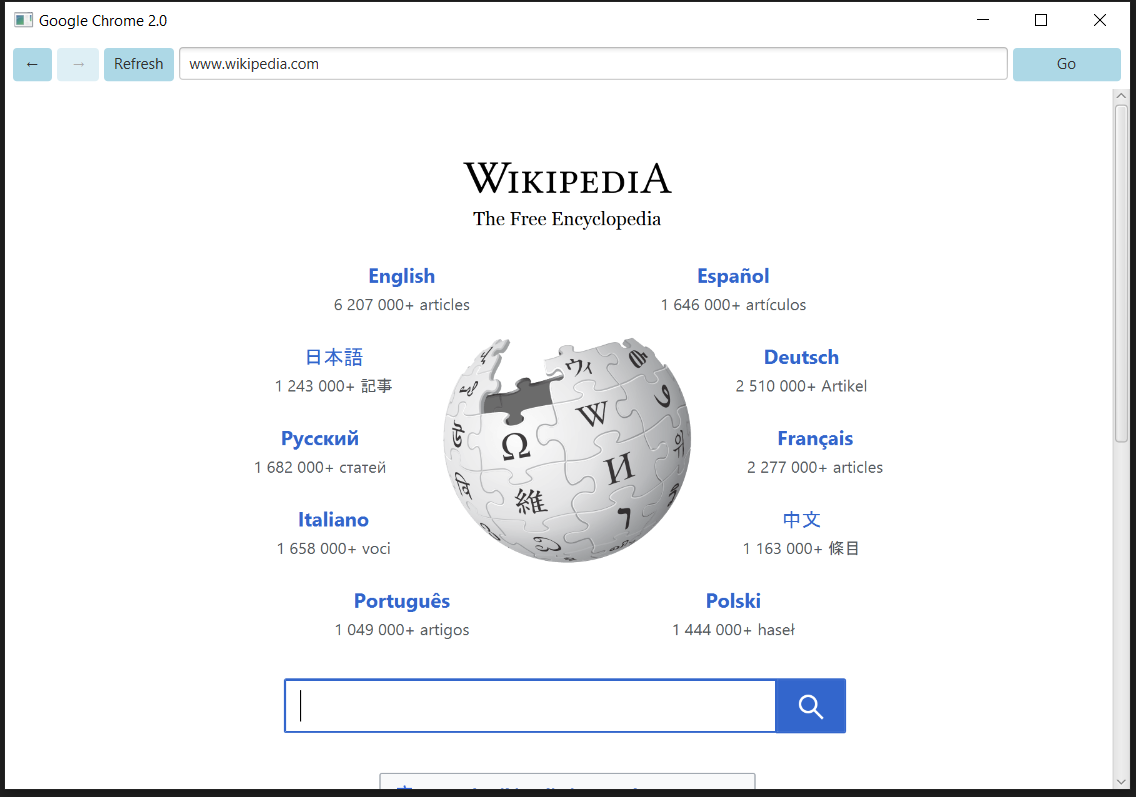 Google Chrome 2.0
← → Refresh www.wikipedia.com Go
WIKIPEDIA
The Free Encyclopedia
English Español
6 207 000+ articles 1 646 000+ artículos
日本語 Deutsch
1 243 000+ 記事 2 510 000+ Artikel
Русский Français
1 682 000+ статей 2 277 000+ articles
Italiano 中文
1 658 000+ voci 1 163 000+ 條目
Português Polski
1 049 000+ artigos 1 444 000+ haseł
ウィ
W
Ω
И
維